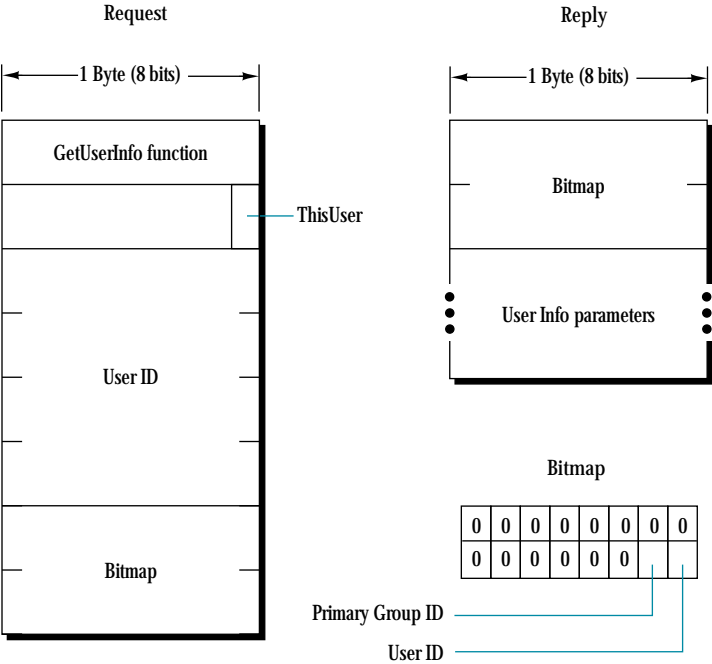 Request
1 Byte (8 bits)
GetUserInfo function
ThisUser
User ID
Bitmap
Reply
1 Byte (8 bits)
Bitmap
User Info parameters
Bitmap
0 0 0 0 0 0 0 0
0 0 0 0 0 0
Primary Group ID
User ID